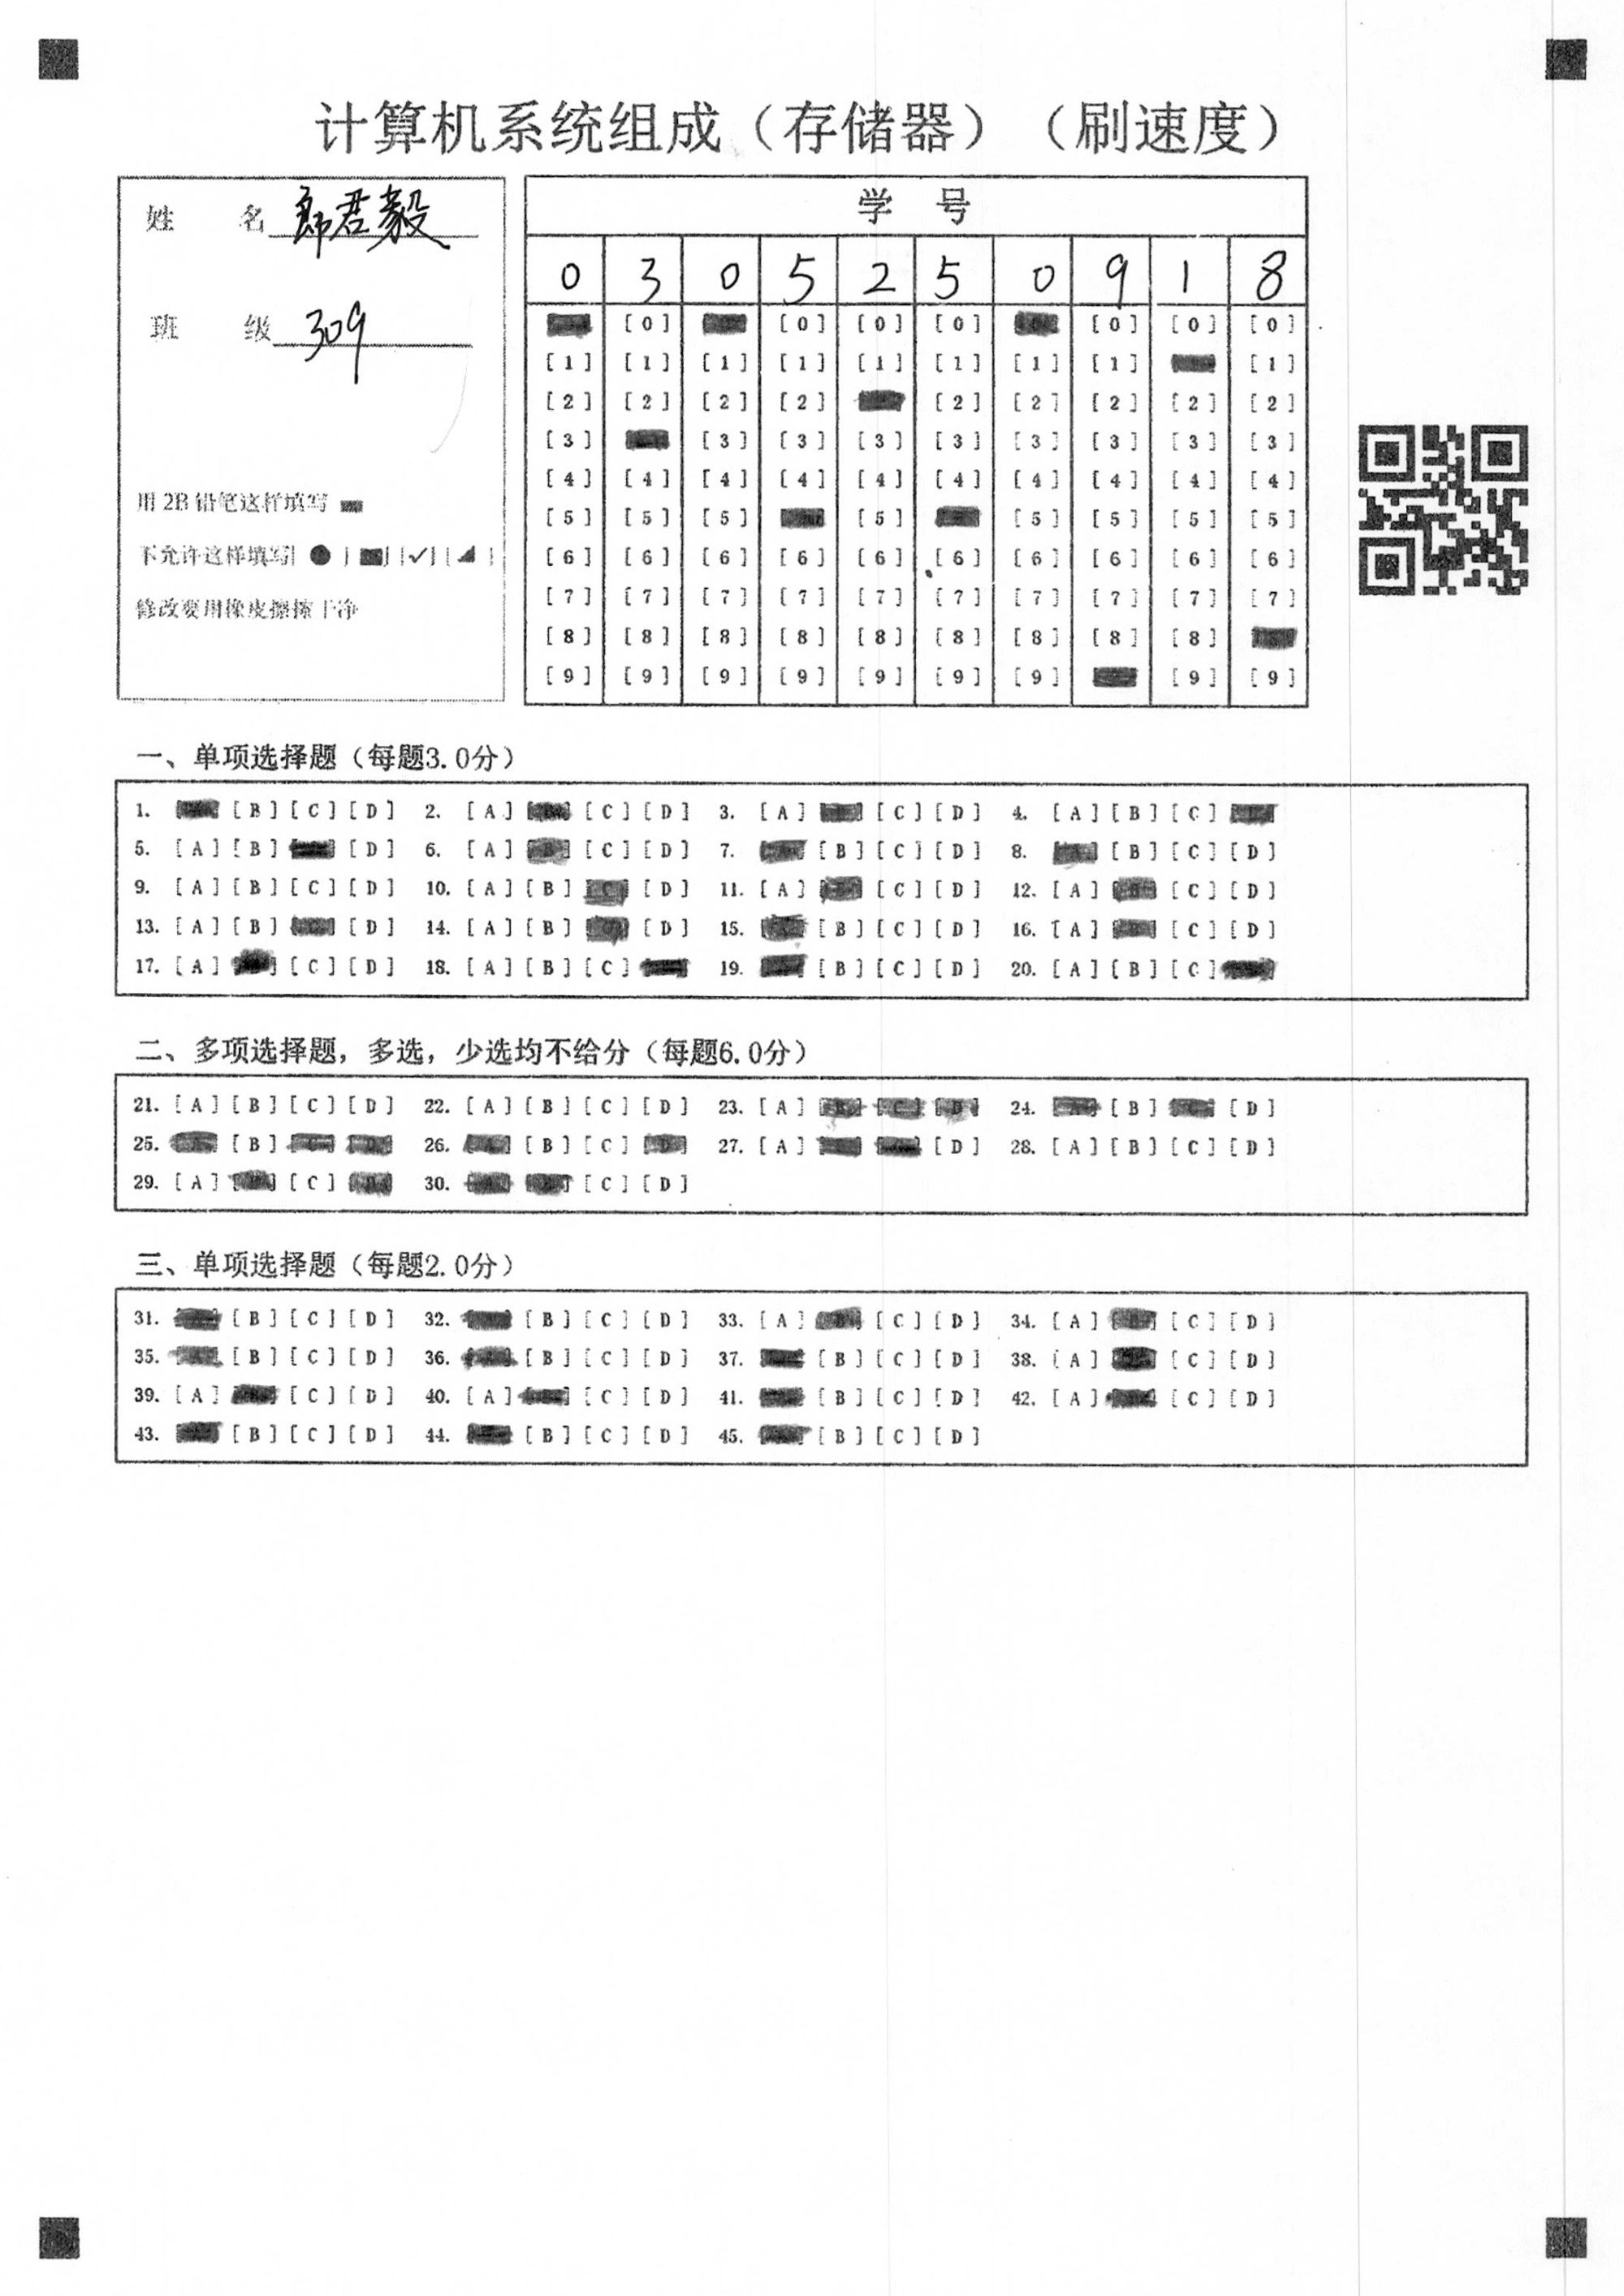 计算机系统组成（存储器）（刷速度）
姓 名 郎君毅
班 级 309
用 2B 铅笔这样填写
不允许这样填写
修改要用橡皮擦擦干净
学 号
0 3 0 5 2 5 0 9 1 8
[0] [0] [0] [0] [0] [0] [0]
[1] [1] [1] [1] [1] [1] [1] [1] [1]
[2] [2] [2] [2] [2] [2] [2] [2] [2]
[3] [3] [3] [3] [3] [3] [3] [3] [3]
[4] [4] [4] [4] [4] [4] [4] [4] [4] [4]
[5] [5] [5] [5] [5] [5] [5] [5]
[6] [6] [6] [6] [6] [6] [6] [6] [6] [6]
[7] [7] [7] [7] [7] [7] [7] [7] [7] [7]
[8] [8] [8] [8] [8] [8] [8] [8] [8]
[9] [9] [9] [9] [9] [9] [9] [9] [9]
一、单项选择题（每题3.0分）
1. [B] [C] [D] 2. [A] [C] [D] 3. [A] [C] [D] 4. [A] [B] [C]
5. [A] [B] [D] 6. [A] [C] [D] 7. [B] [C] [D] 8. [B] [C] [D]
9. [A] [B] [C] [D] 10. [A] [B] [D] 11. [A] [C] [D] 12. [A] [C] [D]
13. [A] [B] [D] 14. [A] [B] [D] 15. [B] [C] [D] 16. [A] [C] [D]
17. [A] [C] [D] 18. [A] [B] [C] 19. [B] [C] [D] 20. [A] [B] [C]
二、多项选择题，多选，少选均不给分（每题6.0分）
21. [A] [B] [C] [D] 22. [A] [B] [C] [D] 23. [A] 24. [B] [D]
25. [B] 26. [B] [C] 27. [A] [D] 28. [A] [B] [C] [D]
29. [A] [C] 30. [C] [D]
三、单项选择题（每题2.0分）
31. [B] [C] [D] 32. [B] [C] [D] 33. [A] [C] [D] 34. [A] [C] [D]
35. [B] [C] [D] 36. [B] [C] [D] 37. [B] [C] [D] 38. [A] [C] [D]
39. [A] [C] [D] 40. [A] [C] [D] 41. [B] [C] [D] 42. [A] [C] [D]
43. [B] [C] [D] 44. [B] [C] [D] 45. [B] [C] [D]